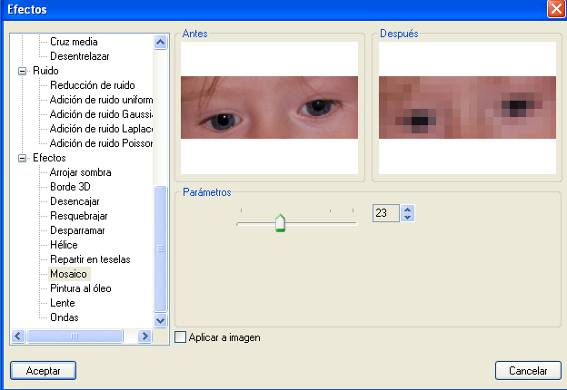 Efectos
Cruz media
Desentrelazar
Ruido
Reducción de ruido
Adición de ruido uniform
Adición de ruido Gaussi
Adición de ruido Laplac
Adición de ruido Poisson
Efectos
Arrojar sombra
Borde 3D
Desencajar
Resquebrajar
Desparramar
Hélice
Repartir en teselas
Mosaico
Pintura al óleo
Lente
Ondas
Antes
Después
Parámetros
23
Aplicar a imagen
Aceptar
Cancelar